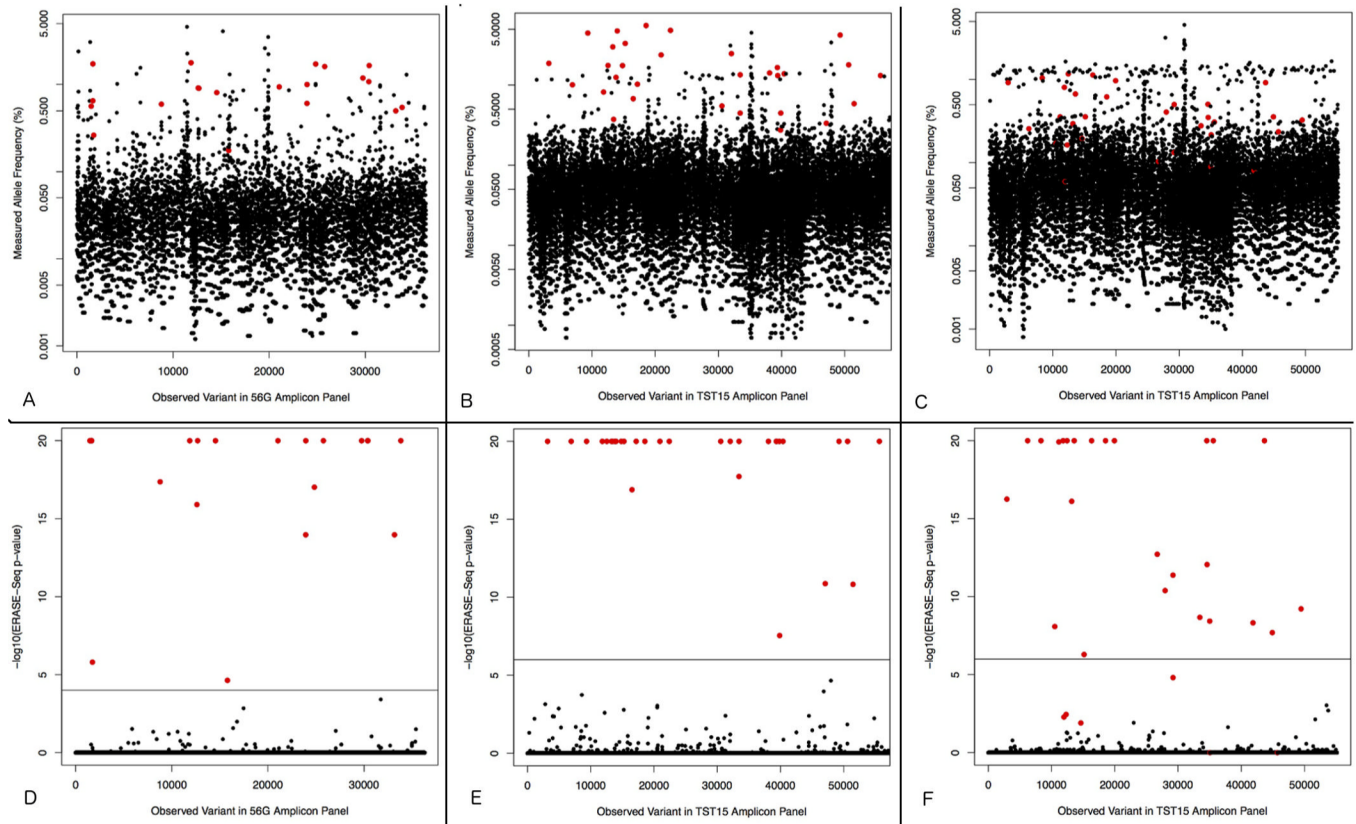 5.000
0.500
0.050
0.005
0.001
Measured Allele Frequency (%)
0 10000 20000 30000
Observed Variant in 56G Amplicon Panel
A
5.0000
0.5000
0.0500
0.0050
0.0005
Measured Allele Frequency (%)
0 10000 20000 30000 40000 50000
Observed Variant in TST15 Amplicon Panel
B
5.000
0.500
0.050
0.005
0.001
Measured Allele Frequency (%)
0 10000 20000 30000 40000 50000
Observed Variant in TST15 Amplicon Panel
C
20
15
10
5
0
−log10(ERASE−Seq p−value)
0 10000 20000 30000
Observed Variant in 56G Amplicon Panel
D
20
15
10
5
0
−log10(ERASE−Seq p−value)
0 10000 20000 30000 40000 50000
Observed Variant in TST15 Amplicon Panel
E
20
15
10
5
0
−log10(ERASE−Seq p−value)
0 10000 20000 30000 40000 50000
Observed Variant in TST15 Amplicon Panel
F